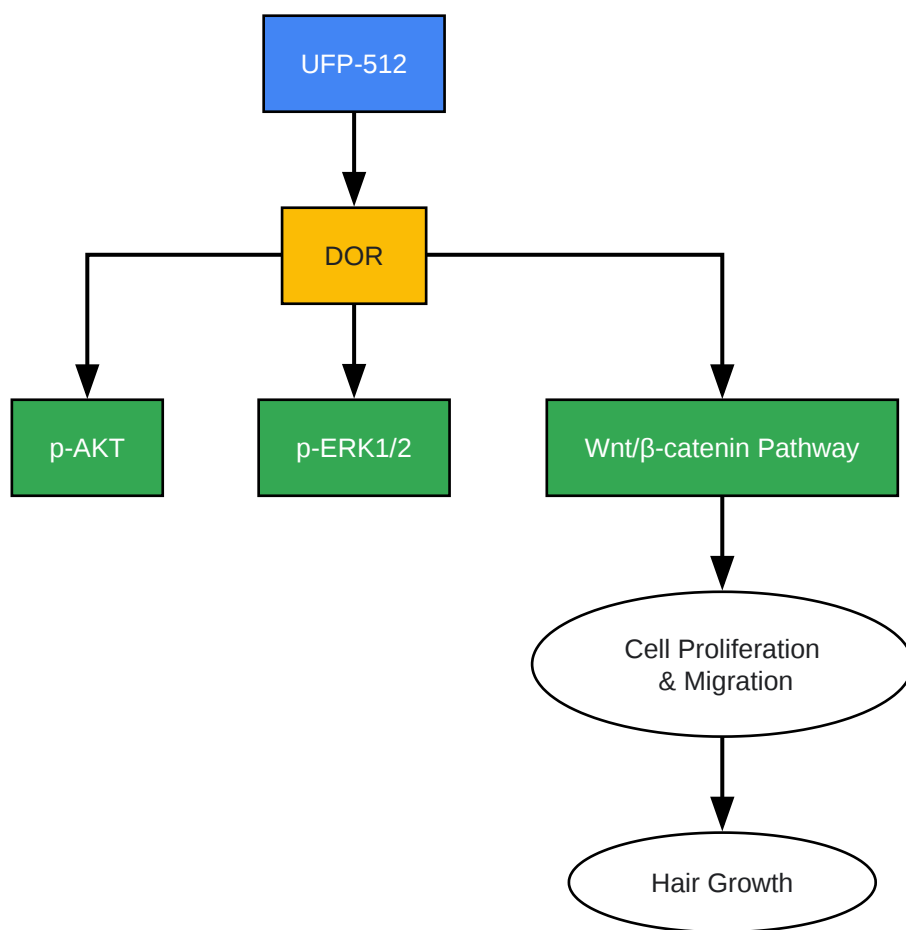 UFP-512
DOR
p-AKT
p-ERK1/2
Wnt/β-catenin Pathway
Cell Proliferation
& Migration
Hair Growth